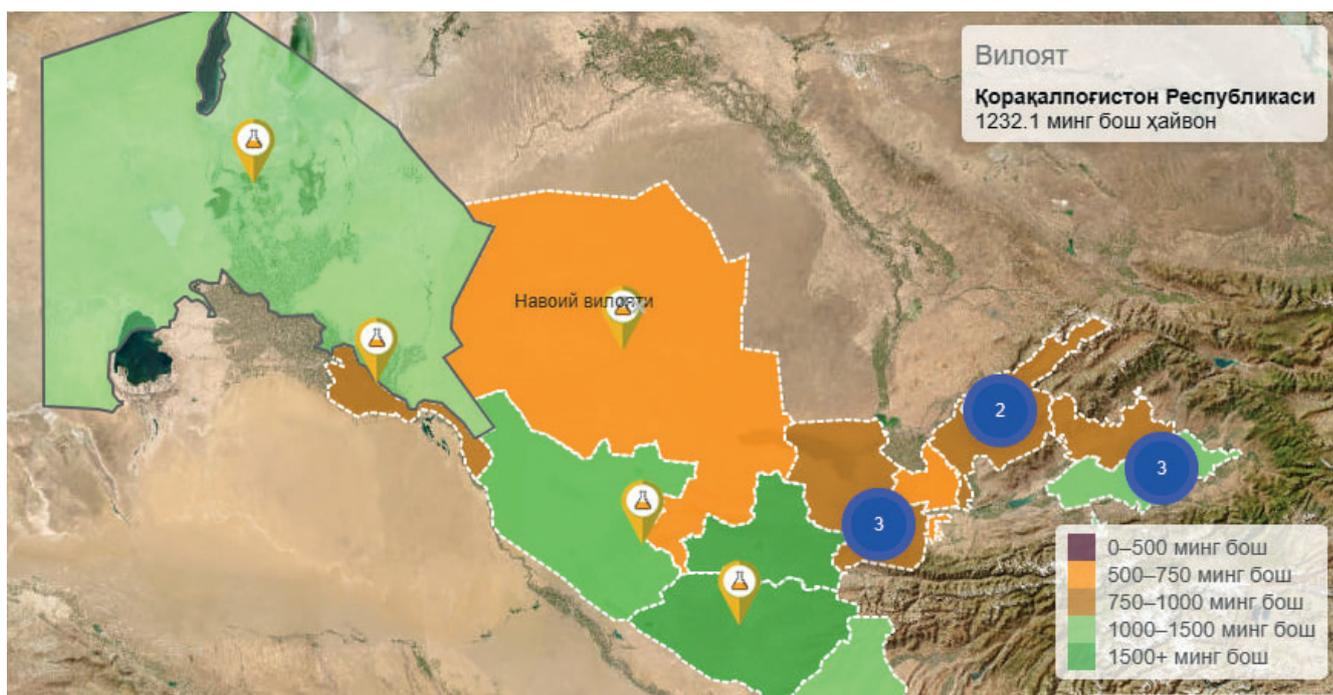 Вилоят
Қорақалпоғистон Республикаси
1232.1 минг бош ҳайвон
Навоий вилояти
2
3
3
0–500 минг бош
500–750 минг бош
750–1000 минг бош
1000–1500 минг бош
1500+ минг бош